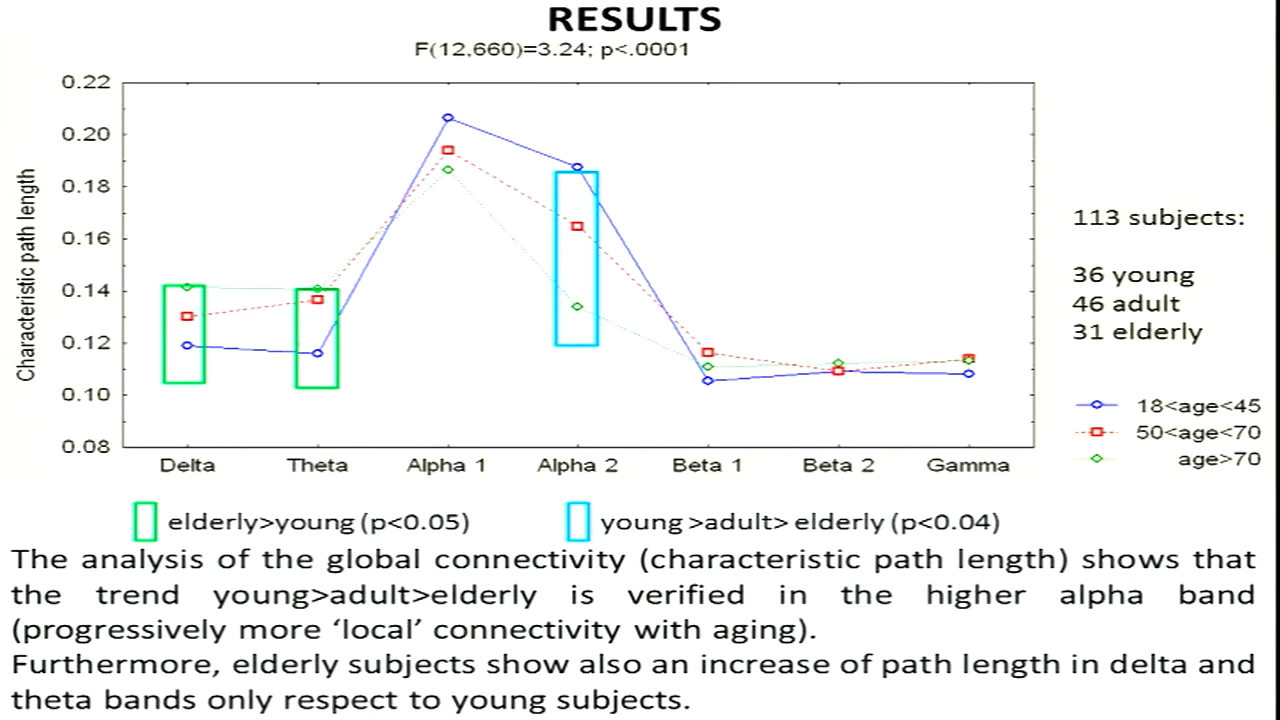 RESULTS
F(12,660)=3.24; p<.0001
0.22
0.20
0.18
0.16
0.14
0.12
0.10
0.08
Characteristic path length
Delta Theta Alpha 1 Alpha 2 Beta 1 Beta 2 Gamma
113 subjects:
36 young
46 adult
31 elderly
18<age<45
50<age<70
age>70
elderly>young (p<0.05)
young >adult> elderly (p<0.04)
The analysis of the global connectivity (characteristic path length) shows that
the trend young>adult>elderly is verified in the higher alpha band
(progressively more ‘local’ connectivity with aging).
Furthermore, elderly subjects show also an increase of path length in delta and
theta bands only respect to young subjects.